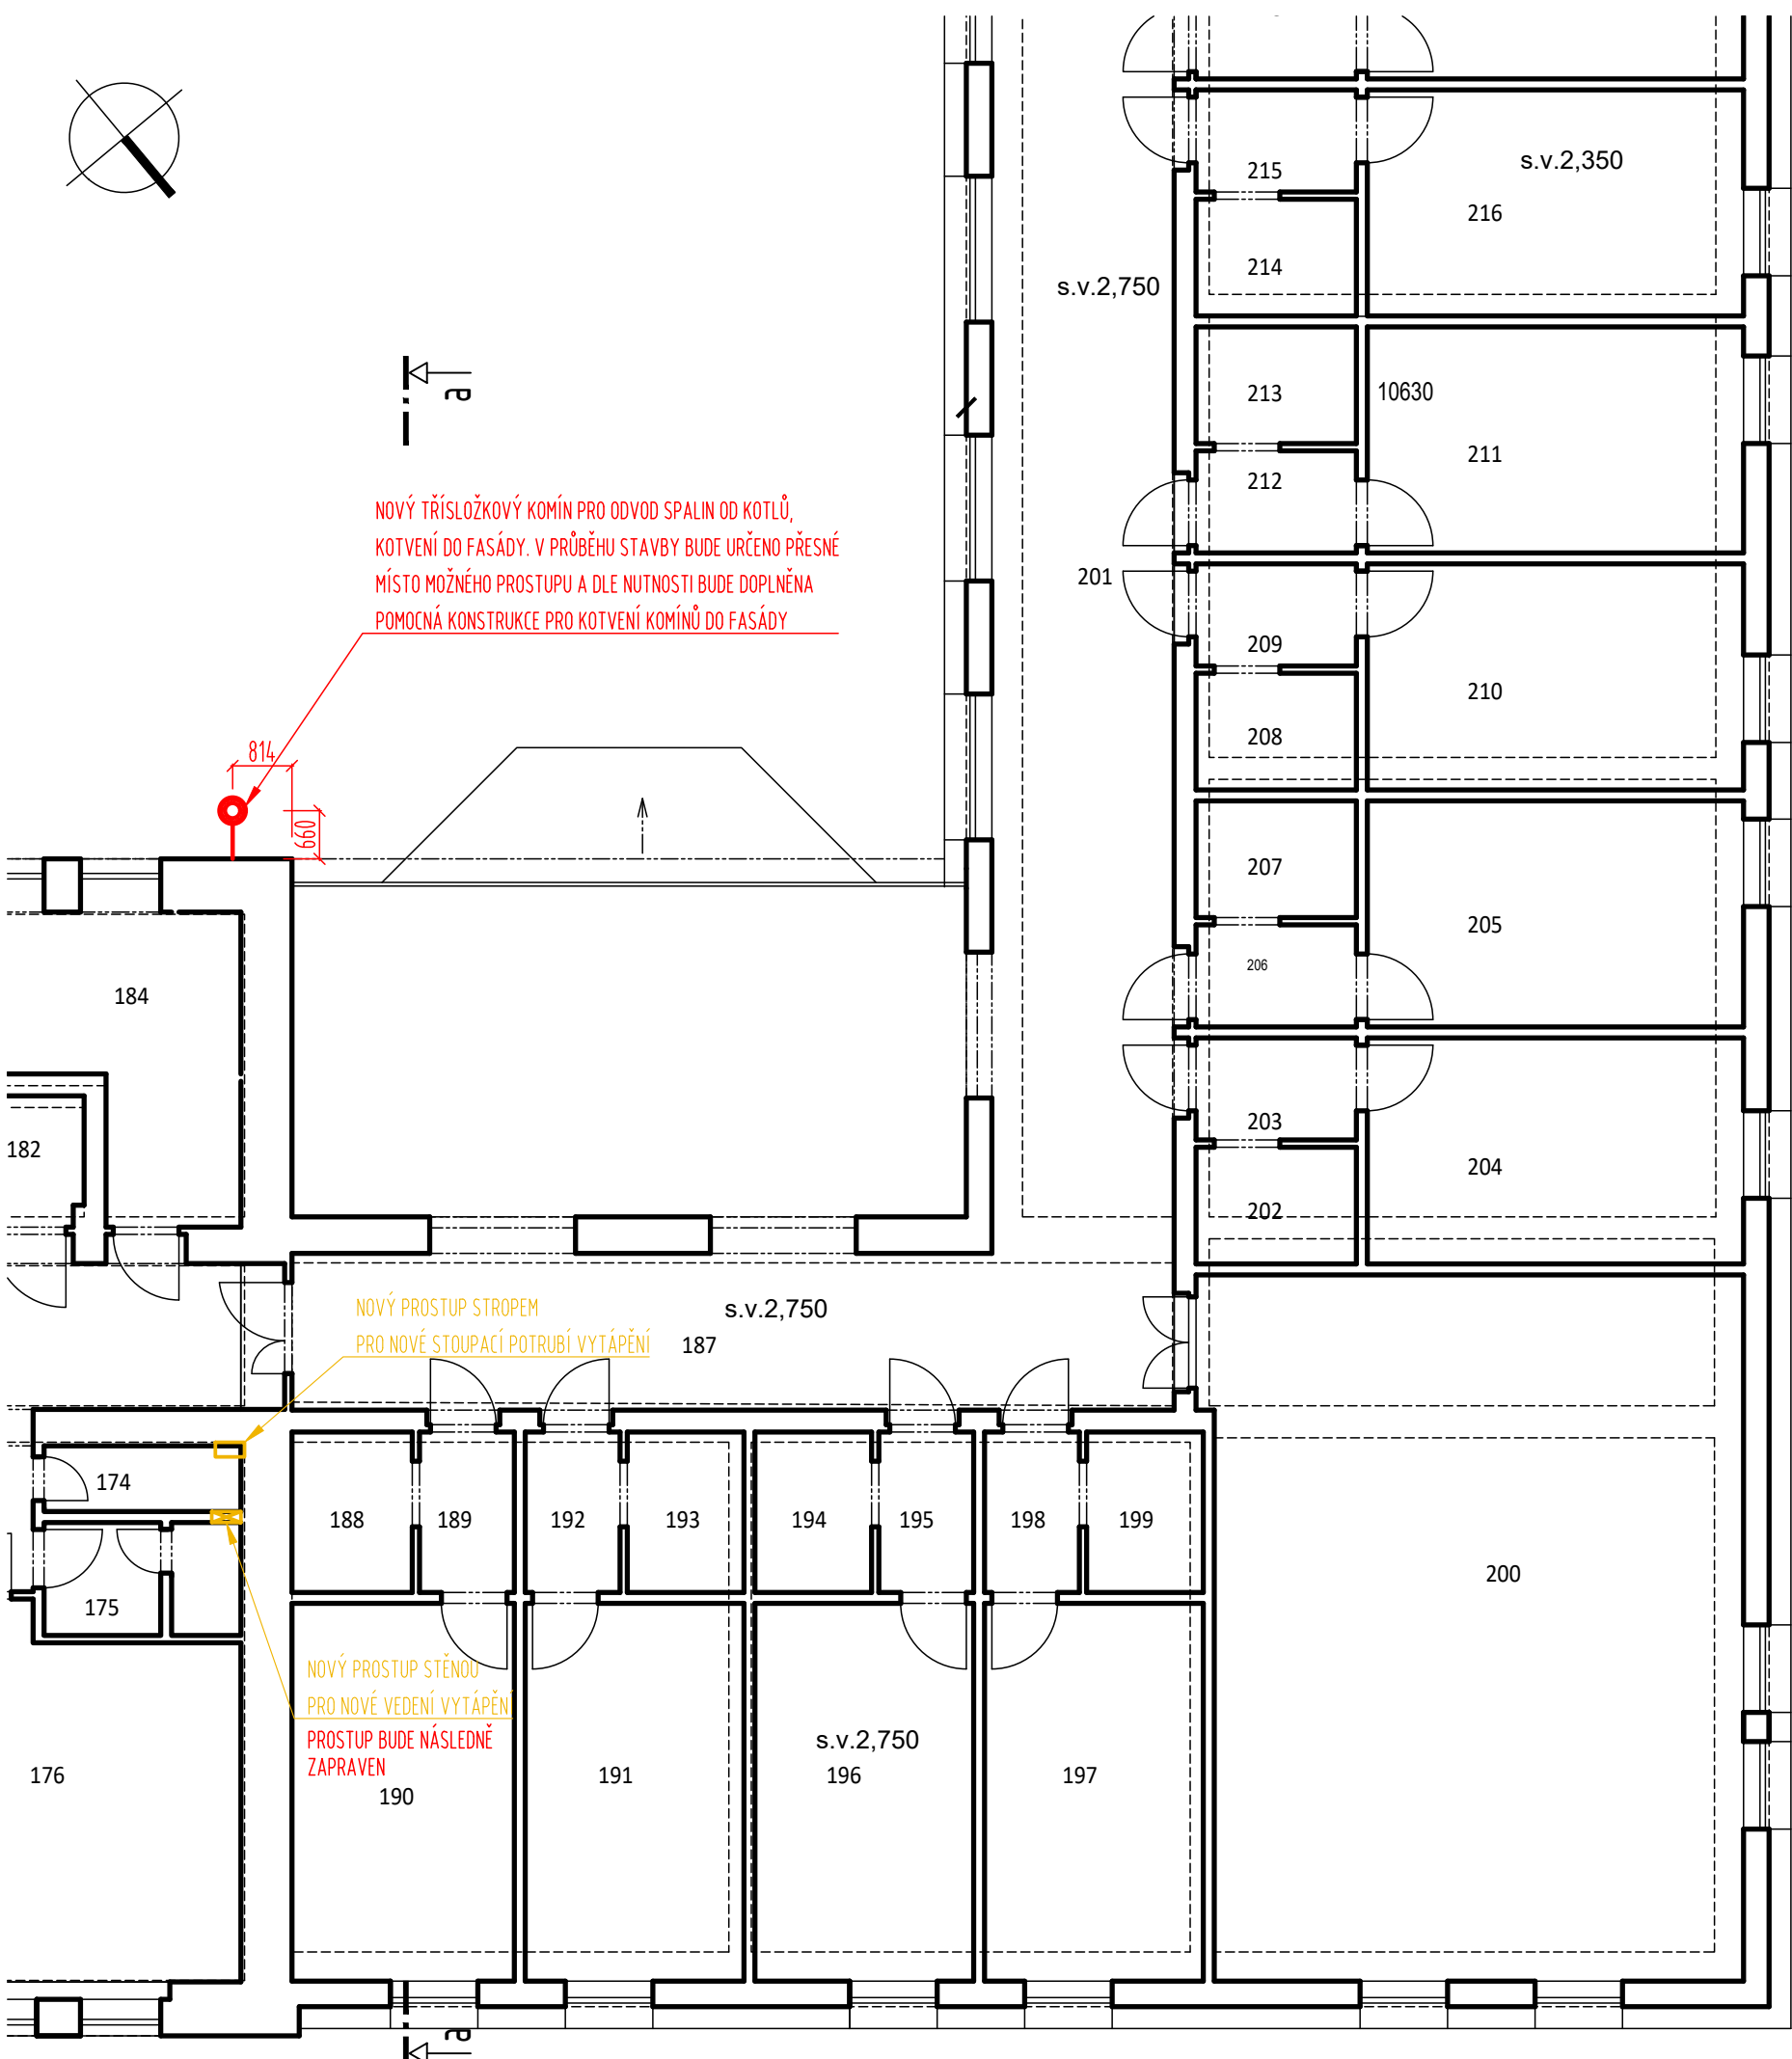 215
s.v.2,350
216
214
s.v.2,750
a
213
10630
211
212
NOVÝ TŘÍSLOŽKOVÝ KOMÍN PRO ODVOD SPALIN OD KOTLŮ,
KOTVENÍ DO FASÁDY. V PRŮBĚHU STAVBY BUDE URČENO PŘESNÉ
MÍSTO MOŽNÉHO PROSTUPU A DLE NUTNOSTI BUDE DOPLNĚNA
POMOCNÁ KONSTRUKCE PRO KOTVENÍ KOMÍNŮ DO FASÁDY
201
209
210
208
814
660
207
205
206
184
203
182
204
202
NOVÝ PROSTUP STROPEM
PRO NOVÉ STOUPACÍ POTRUBÍ VYTÁPĚNÍ
s.v.2,750
187
174
188
189
192
193
194
195
198
199
200
175
NOVÝ PROSTUP STĚNOU
PRO NOVÉ VEDENÍ VYTÁPĚNÍ
PROSTUP BUDE NÁSLEDNĚ
ZAPRAVEN
s.v.2,750
176
190
191
196
197
a